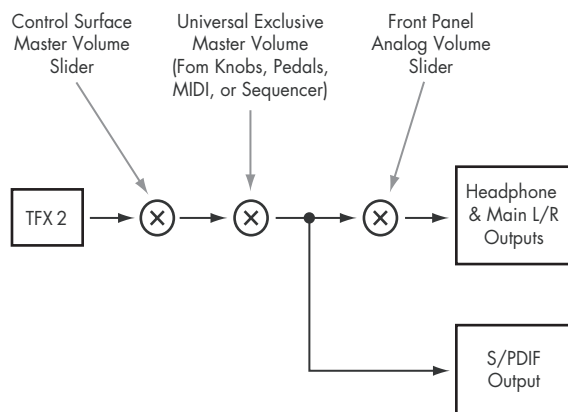 Control Surface
Master Volume
Slider
Universal Exclusive
Master Volume
(Fom Knobs, Pedals,
MIDI, or Sequencer)
Front Panel
Analog Volume
Slider
TFX 2
Headphone
& Main L/R
Outputs
S/PDIF
Output